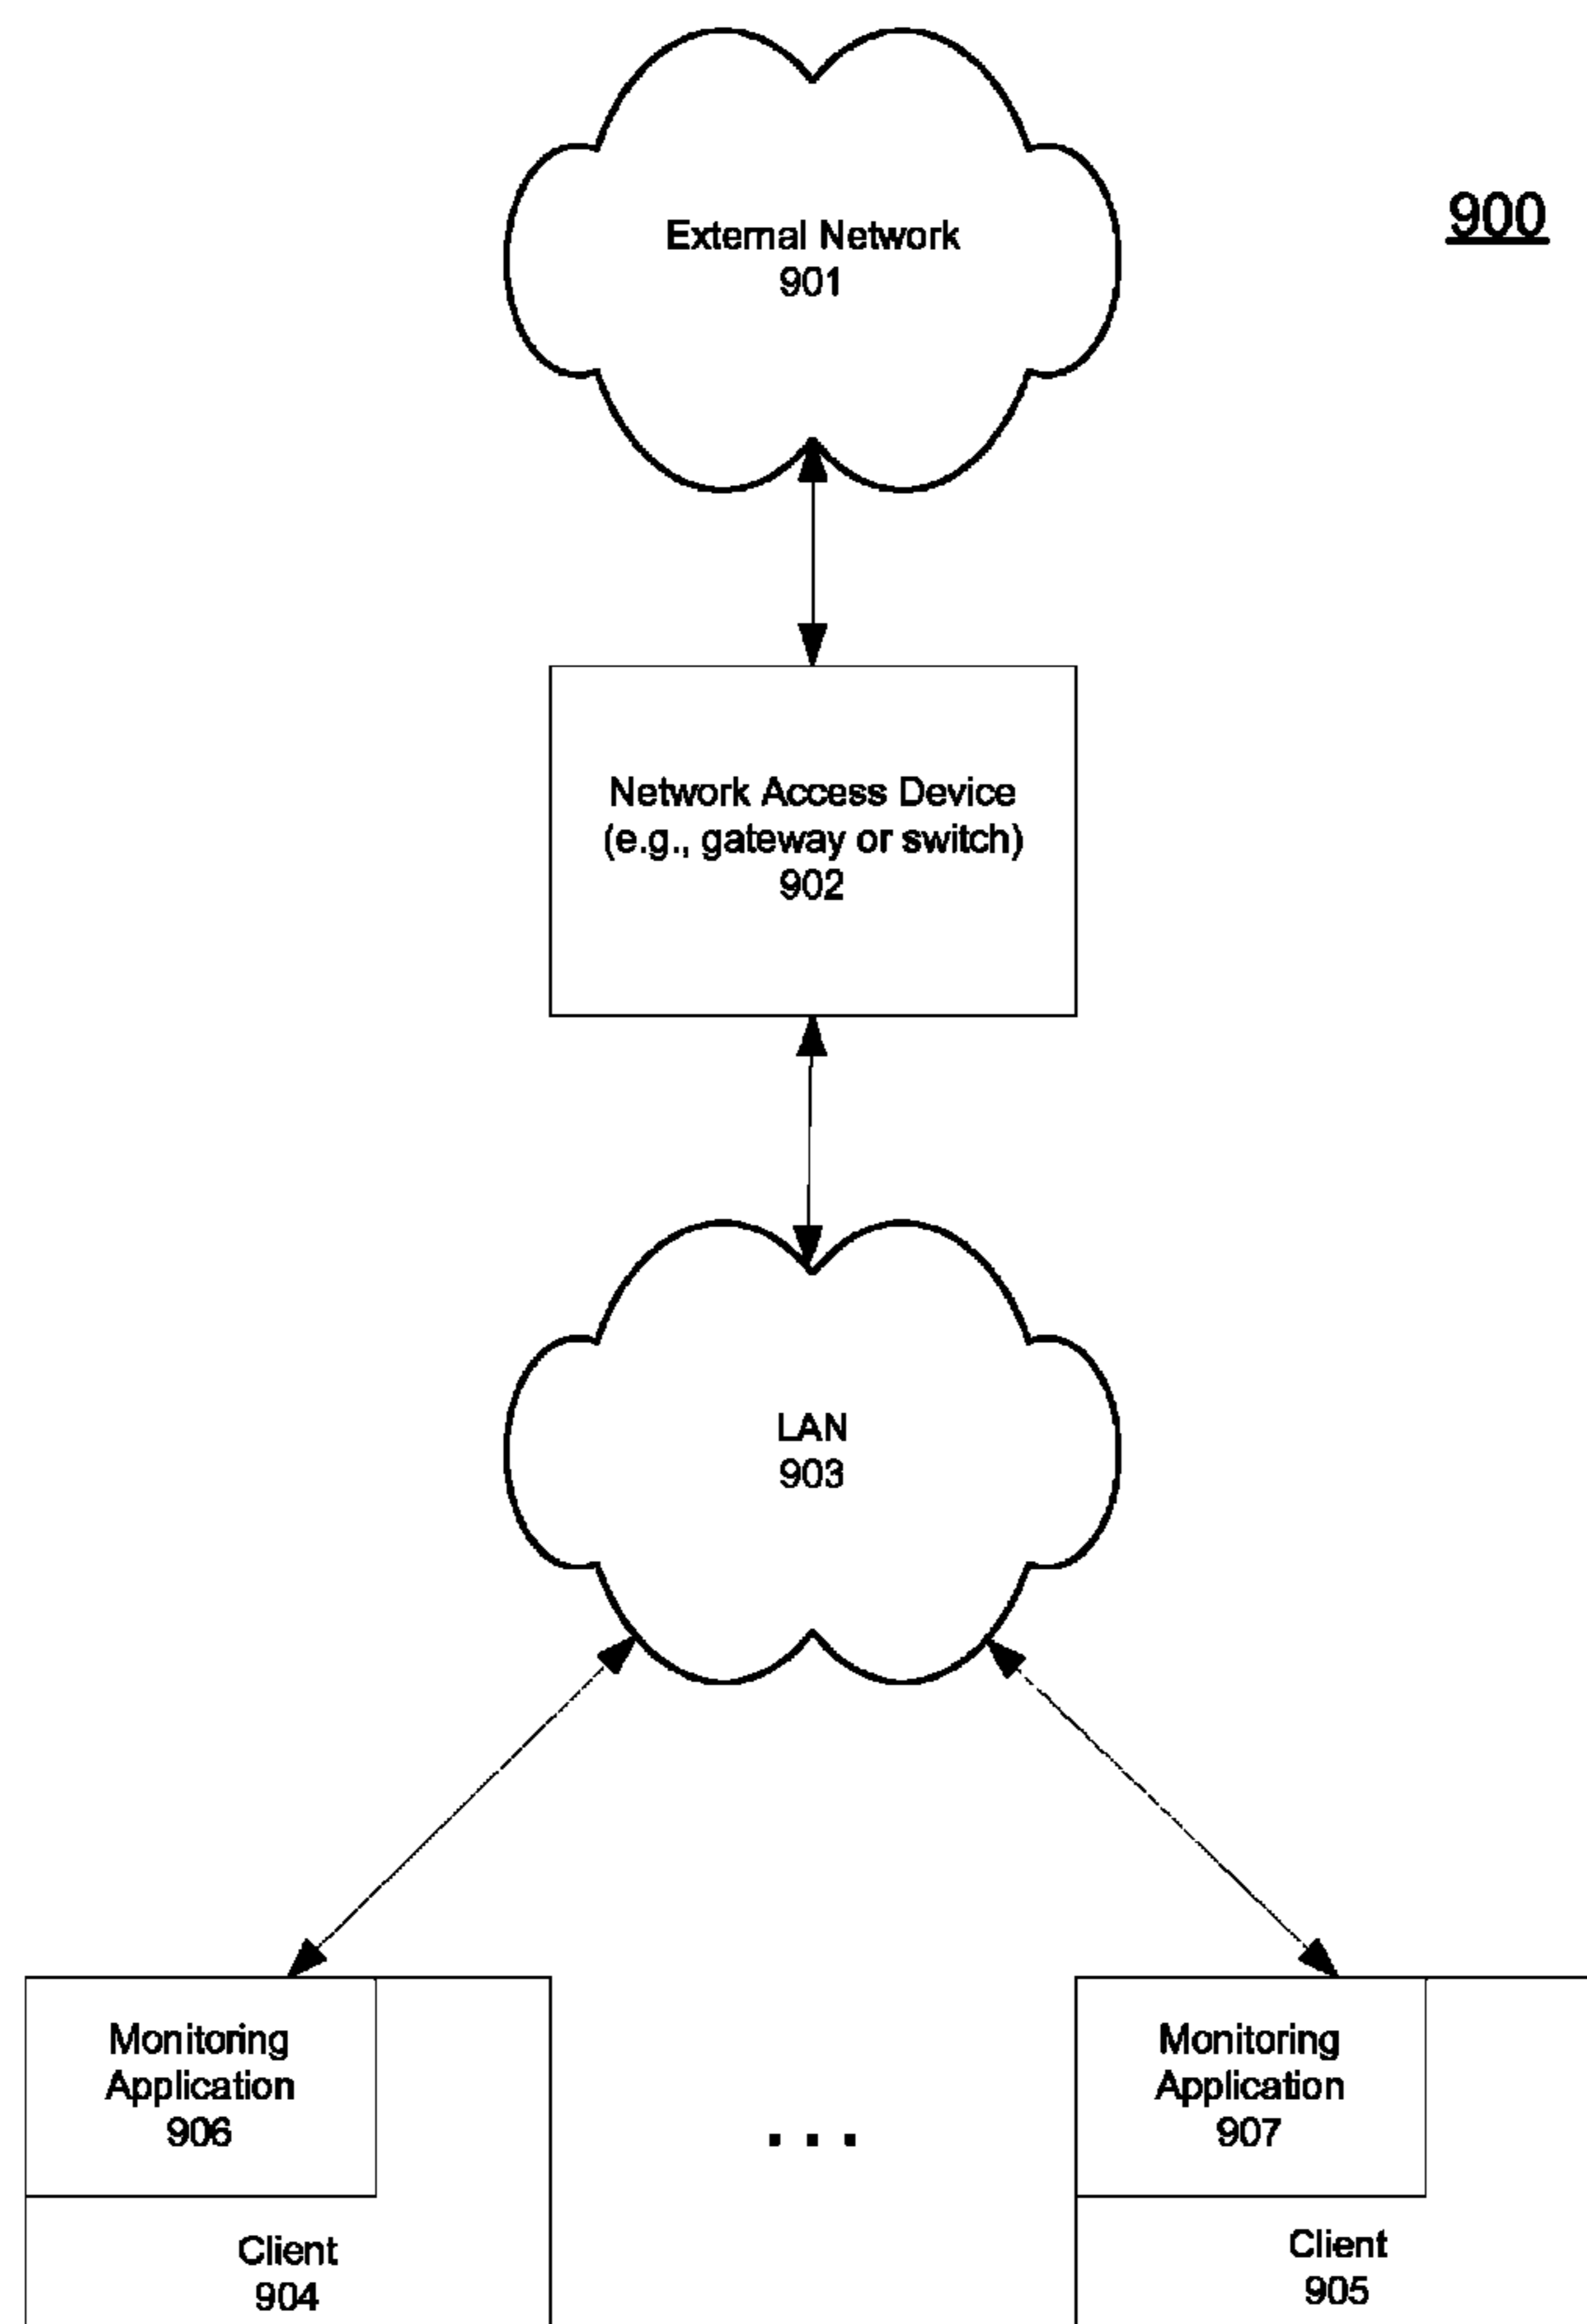 900
External Network
901
Network Access Device
(e.g., gateway or switch)
902
LAN
903
Monitoring
Application
906
Client
904
...
Monitoring
Application
907
Client
905